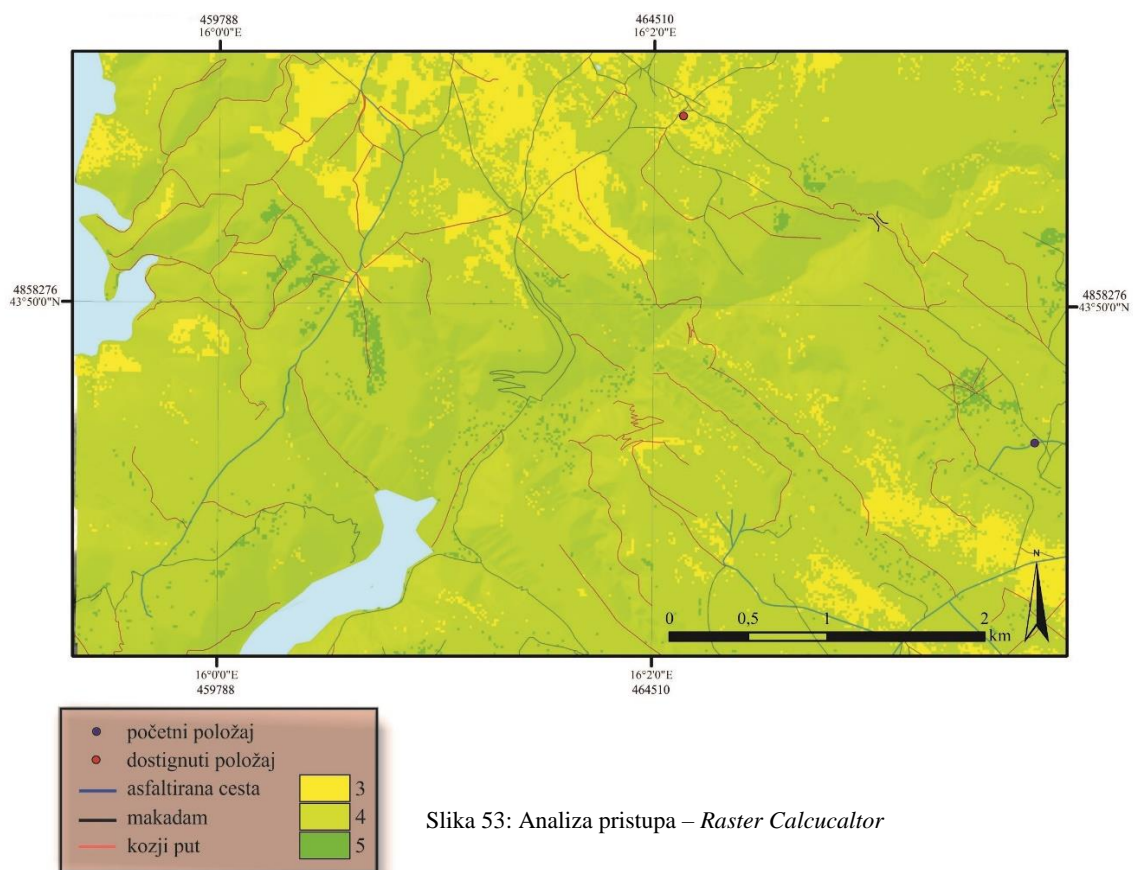 459788
16°0'0"E
464510
16°2'0"E
4858276
43°50'0"N
4858276
43°50'0"N
N
0 0,5 1 2
km
16°0'0"E
459788
16°2'0"E
464510
početni položaj
dostignuti položaj
asfaltirana cesta
makadam
kozji put
3
4
5
Slika 53: Analiza pristupa – Raster Calcucaltor